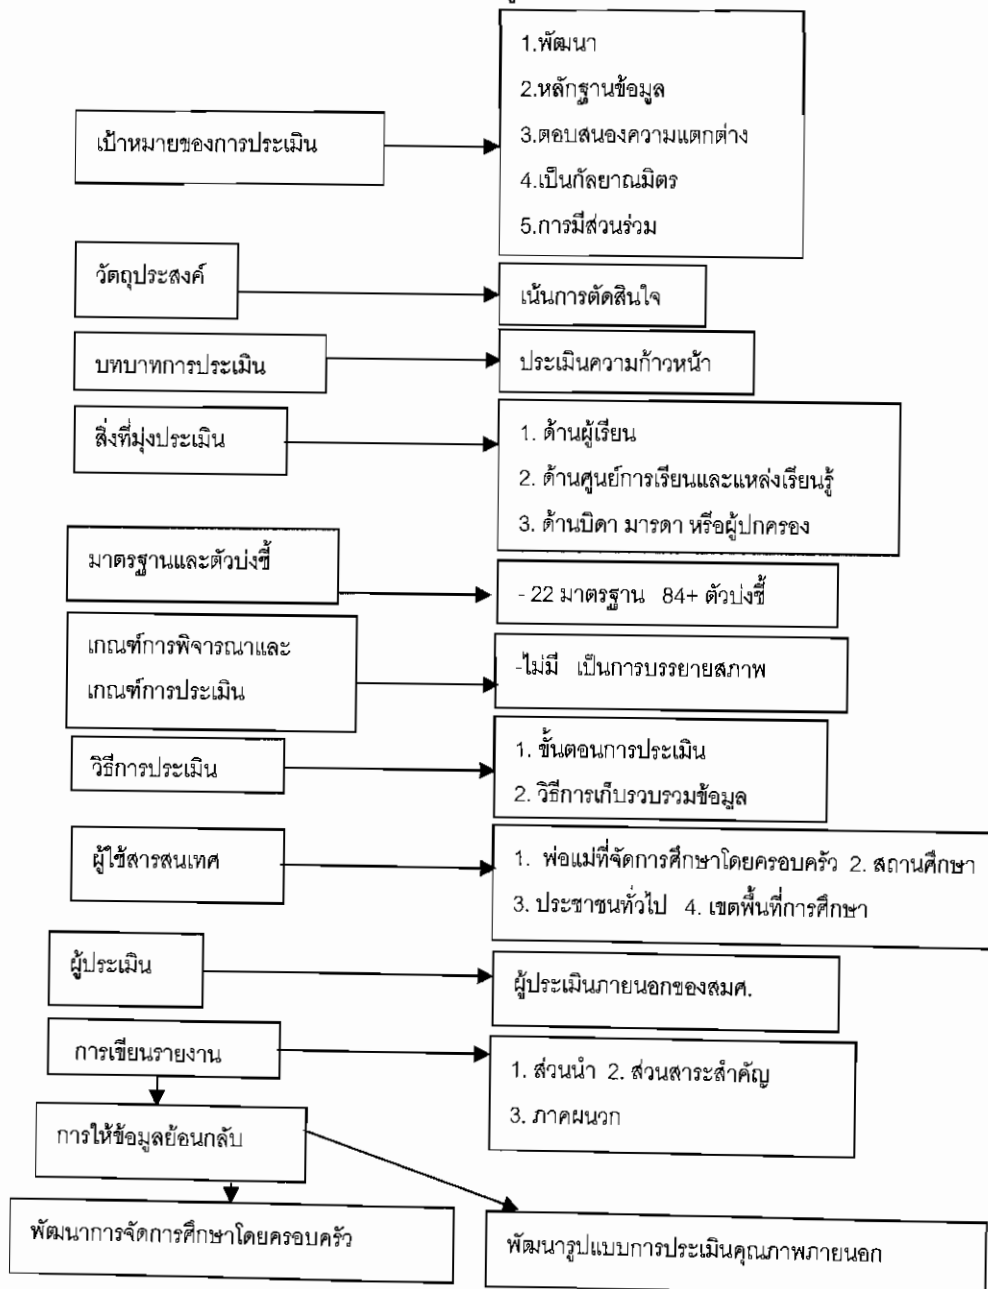 1.พัฒนา
2.หลักฐานข้อมูล
เป้าหมายของการประเมิน
3.ตอบสนองความแตกต่าง
4.เป็นกัลยาณมิตร
5.การมีส่วนร่วม
วัตถุประสงค์
เน้นการตัดสินใจ
บทบาทการประเมิน
ประเมินความก้าวหน้า
สิ่งที่มุ่งประเมิน
1. ด้านผู้เรียน
2. ด้านศูนย์การเรียนและแหล่งเรียนรู้
3. ด้านบิดา มารดา หรือผู้ปกครอง
มาตรฐานและตัวบ่งชี้
- 22 มาตรฐาน 84+ ตัวบ่งชี้
เกณฑ์การพิจารณาและ
เกณฑ์การประเมิน
-ไม่มี เป็นการบรรยายสภาพ
วิธีการประเมิน
1. ขั้นตอนการประเมิน
2. วิธีการเก็บรวบรวมข้อมูล
ผู้ใช้สารสนเทศ
1. พ่อแม่ที่จัดการศึกษาโดยครอบครัว 2. สถานศึกษา
3. ประชาชนทั่วไป 4. เขตพื้นที่การศึกษา
ผู้ประเมิน
ผู้ประเมินภายนอกของสมศ.
การเขียนรายงาน
1. ส่วนนำ 2. ส่วนสาระสำคัญ
3. ภาคผนวก
การให้ข้อมูลย้อนกลับ
พัฒนาการจัดการศึกษาโดยครอบครัว
พัฒนารูปแบบการประเมินคุณภาพภายนอก